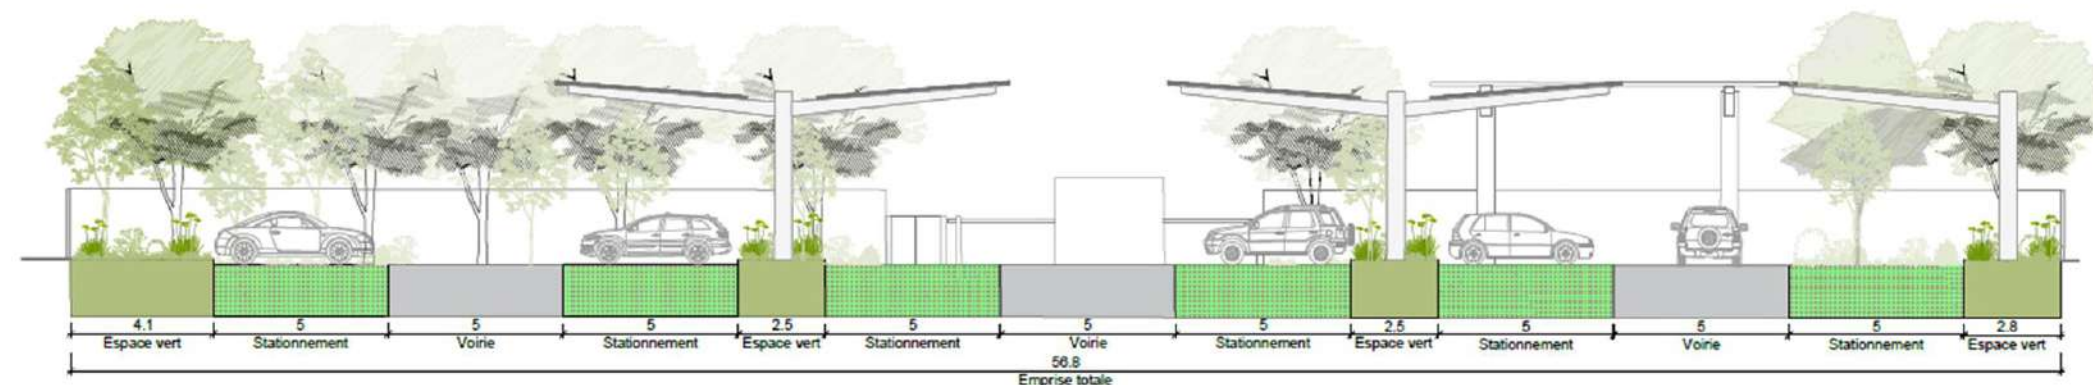 4.1 5 5 5 2.5 5 5 5 2.5 5 5 5 2.8
Espace vert Stationnement Voirie Stationnement Espace vert Stationnement Voirie Stationnement Espace vert Stationnement Voirie Stationnement Espace vert
56.8
Emprise totale